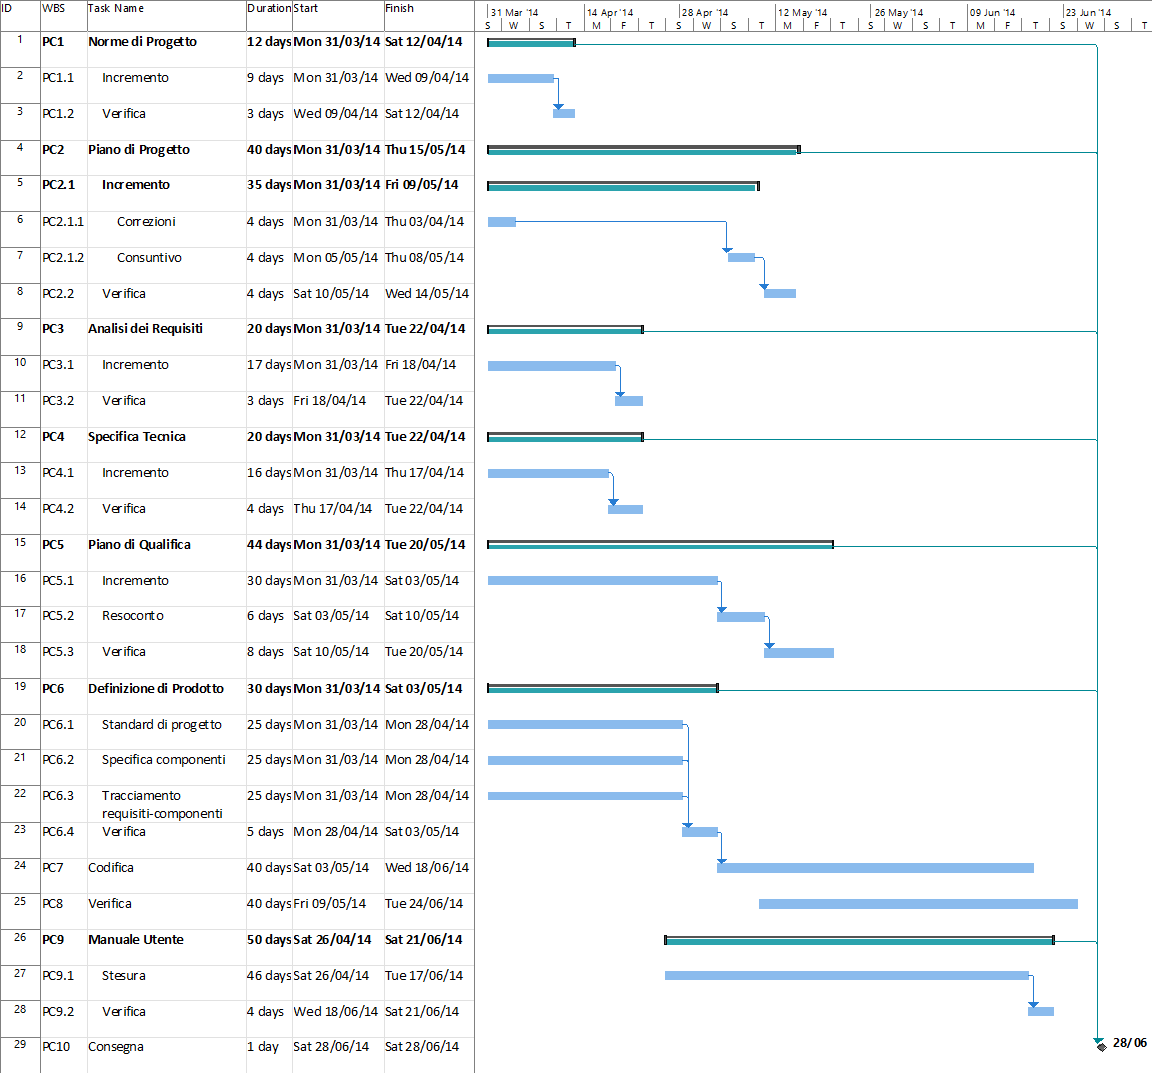 ID WBS Task Name Duration Start Finish 31 Mar '14 14 Apr '14 28 Apr '14 12 May '14 26 May '14 09 Jun '14 23 Jun '14
S W S T M F T S W S T M F T S W S T M F T S W S T
1 PC1 Norme di Progetto 12 days Mon 31/03/14 Sat 12/04/14
2 PC1.1 Incremento 9 days Mon 31/03/14 Wed 09/04/14
3 PC1.2 Verifica 3 days Wed 09/04/14 Sat 12/04/14
4 PC2 Piano di Progetto 40 days Mon 31/03/14 Thu 15/05/14
5 PC2.1 Incremento 35 days Mon 31/03/14 Fri 09/05/14
6 PC2.1.1 Correzioni 4 days Mon 31/03/14 Thu 03/04/14
7 PC2.1.2 Consuntivo 4 days Mon 05/05/14 Thu 08/05/14
8 PC2.2 Verifica 4 days Sat 10/05/14 Wed 14/05/14
9 PC3 Analisi dei Requisiti 20 days Mon 31/03/14 Tue 22/04/14
10 PC3.1 Incremento 17 days Mon 31/03/14 Fri 18/04/14
11 PC3.2 Verifica 3 days Fri 18/04/14 Tue 22/04/14
12 PC4 Specifica Tecnica 20 days Mon 31/03/14 Tue 22/04/14
13 PC4.1 Incremento 16 days Mon 31/03/14 Thu 17/04/14
14 PC4.2 Verifica 4 days Thu 17/04/14 Tue 22/04/14
15 PC5 Piano di Qualifica 44 days Mon 31/03/14 Tue 20/05/14
16 PC5.1 Incremento 30 days Mon 31/03/14 Sat 03/05/14
17 PC5.2 Resoconto 6 days Sat 03/05/14 Sat 10/05/14
18 PC5.3 Verifica 8 days Sat 10/05/14 Tue 20/05/14
19 PC6 Definizione di Prodotto 30 days Mon 31/03/14 Sat 03/05/14
20 PC6.1 Standard di progetto 25 days Mon 31/03/14 Mon 28/04/14
21 PC6.2 Specifica componenti 25 days Mon 31/03/14 Mon 28/04/14
22 PC6.3 Tracciamento 25 days Mon 31/03/14 Mon 28/04/14
requisiti-componenti
23 PC6.4 Verifica 5 days Mon 28/04/14 Sat 03/05/14
24 PC7 Codifica 40 days Sat 03/05/14 Wed 18/06/14
25 PC8 Verifica 40 days Fri 09/05/14 Tue 24/06/14
26 PC9 Manuale Utente 50 days Sat 26/04/14 Sat 21/06/14
27 PC9.1 Stesura 46 days Sat 26/04/14 Tue 17/06/14
28 PC9.2 Verifica 4 days Wed 18/06/14 Sat 21/06/14
29 PC10 Consegna 1 day Sat 28/06/14 Sat 28/06/14 28/06